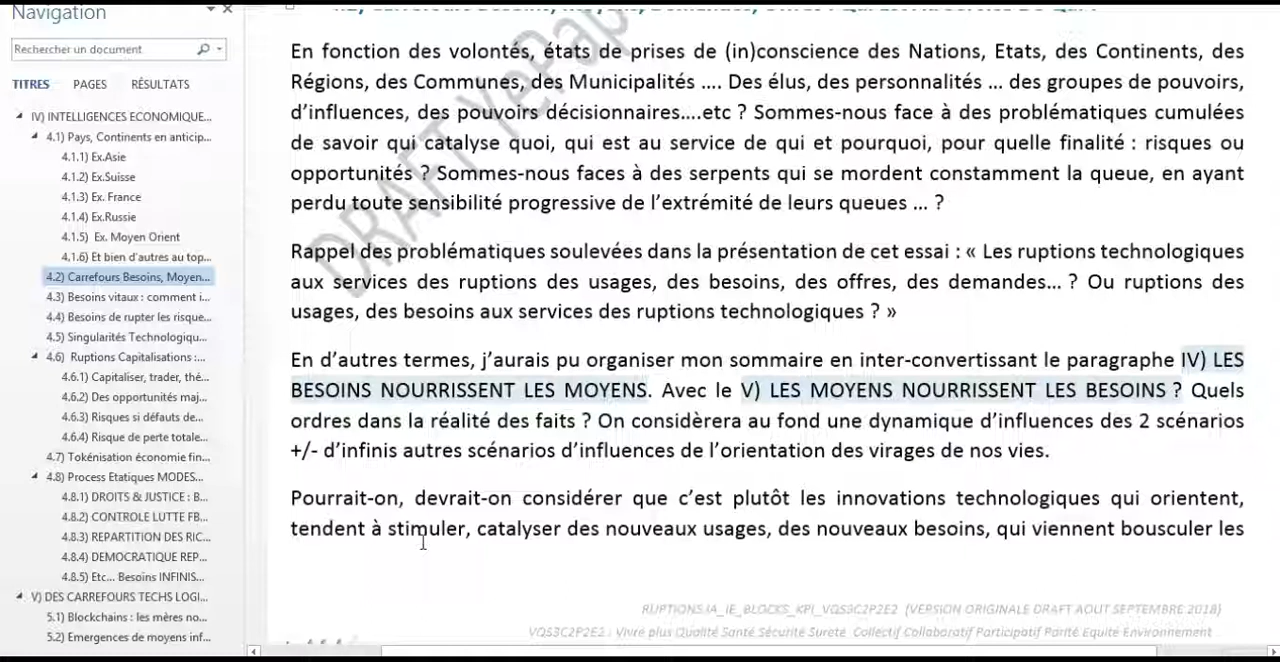 Navigation
Rechercher un document
TITRES PAGES RÉSULTATS
IV) INTELLIGENCES ECONOMIQUE...
4.1) Pays, Continents en anticip...
4.1.1) Ex.Asie
4.1.2) Ex.Suisse
4.1.3) Ex. France
4.1.4) Ex.Russie
4.1.5) Ex. Moyen Orient
4.1.6) Et bien d'autres au top...
4.2) Carrefours Besoins, Moyen...
4.3) Besoins vitaux : comment i...
4.4) Besoins de rupter les risque...
4.5) Singularités Technologiqu...
4.6) Ruptions Capitalisations :...
4.6.1) Capitaliser, trader, thé...
4.6.2) Des opportunités maj...
4.6.3) Risques si défauts de...
4.6.4) Risque de perte totale...
4.7) Tokénisation économie fin...
4.8) Process Etatiques MODES...
4.8.1) DROITS & JUSTICE : B...
4.8.2) CONTROLE LUTTE FB...
4.8.3) REPARTITION DES RIC...
4.8.4) DEMOCRATIQUE REP...
4.8.5) Etc... Besoins INFINIS...
V) DES CARREFOURS TECHS LOGI...
5.1) Blockchains : les mères no...
5.2) Emergences de moyens inf...
En fonction des volontés, états de prises de (in)conscience des Nations, Etats, des Continents, des
Régions, des Communes, des Municipalités .... Des élus, des personnalités ... des groupes de pouvoirs,
d'influences, des pouvoirs décisionnaires....etc ? Sommes-nous face à des problématiques cumulées
de savoir qui catalyse quoi, qui est au service de qui et pourquoi, pour quelle finalité : risques ou
opportunités ? Sommes-nous faces à des serpents qui se mordent constamment la queue, en ayant
perdu toute sensibilité progressive de l'extrémité de leurs queues ... ?
Rappel des problématiques soulevées dans la présentation de cet essai : « Les ruptions technologiques
aux services des ruptions des usages, des besoins, des offres, des demandes... ? Ou ruptions des
usages, des besoins aux services des ruptions technologiques ? »
En d'autres termes, j'aurais pu organiser mon sommaire en inter-convertissant le paragraphe IV) LES
BESOINS NOURRISSENT LES MOYENS. Avec le V) LES MOYENS NOURRISSENT LES BESOINS ? Quels
ordres dans la réalité des faits ? On considèrera au fond une dynamique d'influences des 2 scénarios
+/- d'infinis autres scénarios d'influences de l'orientation des virages de nos vies.
Pourrait-on, devrait-on considérer que c'est plutôt les innovations technologiques qui orientent,
tendent à stimuler, catalyser des nouveaux usages, des nouveaux besoins, qui viennent bousculer les
RUPTIONS.IA_IE_BLOCKS_KPI_VQS3C2P2E2 (VERSION ORIGINALE DRAFT AOUT SEPTEMBRE 2018)
VQS3C2P2E2 : Vivre plus Qualité Santé Sécurité Sureté Collectif Collaboratif Participatif Parité Equité Environnement
DRAFT YePap